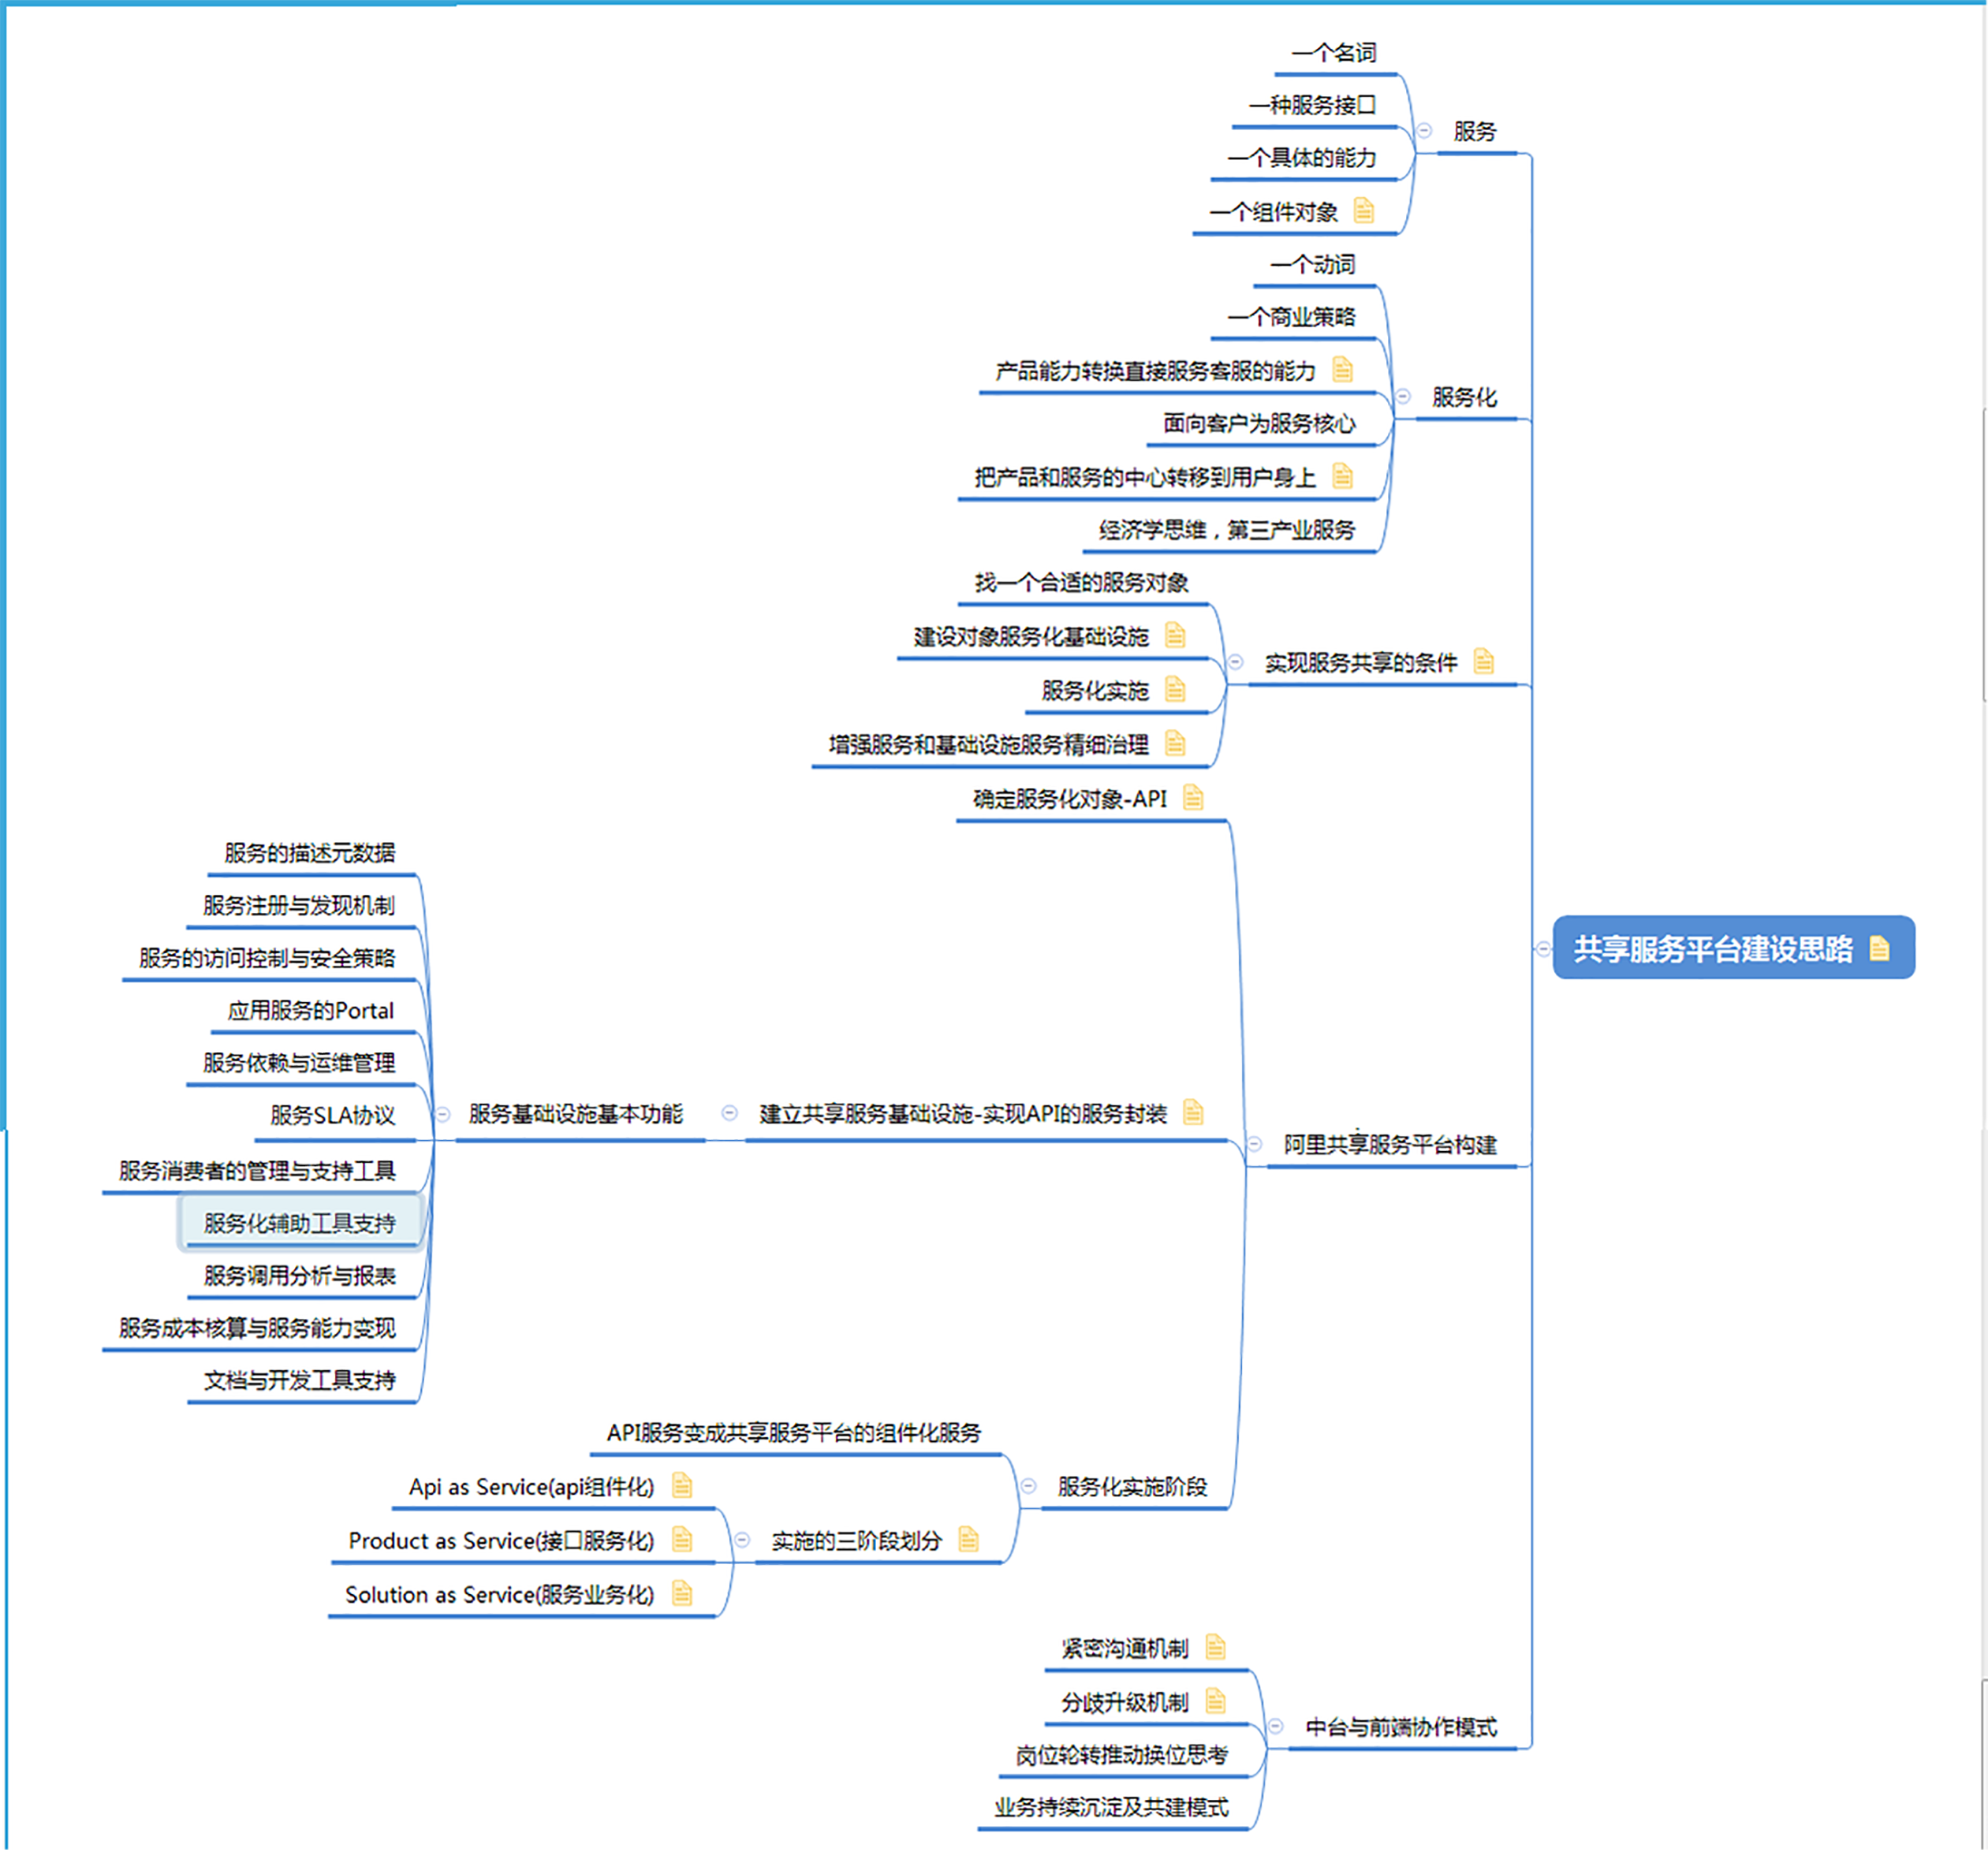 一个名词
一种服务接口
一个具体的能力
一个组件对象
服务
一个动词
一个商业策略
产品能力转换直接服务客服的能力
面向客户为服务核心
把产品和服务的中心转移到用户身上
经济学思维，第三产业服务
服务化
找一个合适的服务对象
建设对象服务化基础设施
服务化实施
增强服务和基础设施服务精细治理
实现服务共享的条件
确定服务化对象-API
服务的描述元数据
服务注册与发现机制
服务的访问控制与安全策略
应用服务的Portal
服务依赖与运维管理
服务SLA协议
服务消费者的管理与支持工具
服务化辅助工具支持
服务调用分析与报表
服务成本核算与服务能力变现
文档与开发工具支持
服务基础设施基本功能
建立共享服务基础设施-实现API的服务封装
API服务变成共享服务平台的组件化服务
Api as Service(api组件化)
Product as Service(接口服务化)
Solution as Service(服务业务化)
实施的三阶段划分
服务化实施阶段
阿里共享服务平台构建
紧密沟通机制
分歧升级机制
岗位轮转推动换位思考
业务持续沉淀及共建模式
中台与前端协作模式
共享服务平台建设思路